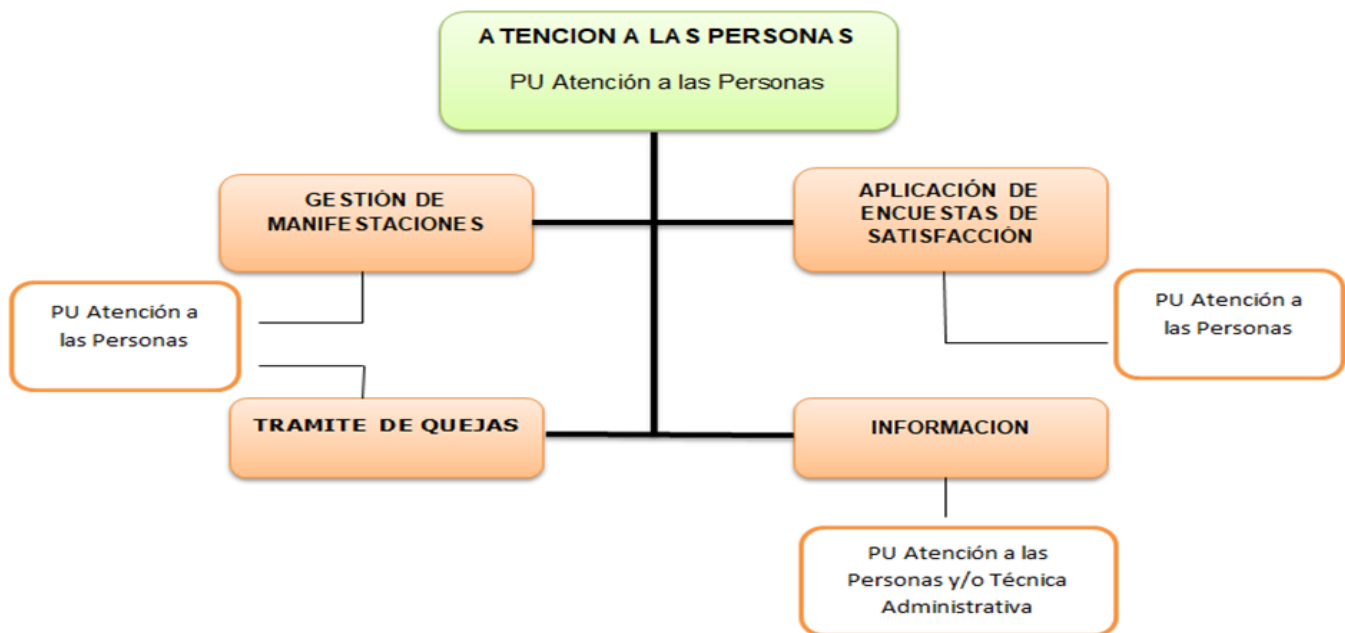 ATENCION A LAS PERSONAS
PU Atención a las Personas
GESTIÓN DE
MANIFESTACIONES
APLICACIÓN DE
ENCUESTAS DE
SATISFACCIÓN
PU Atención a
las Personas
PU Atención a
las Personas
TRAMITE DE QUEJAS
INFORMACION
PU Atención a las
Personas y/o Técnica
Administrativa